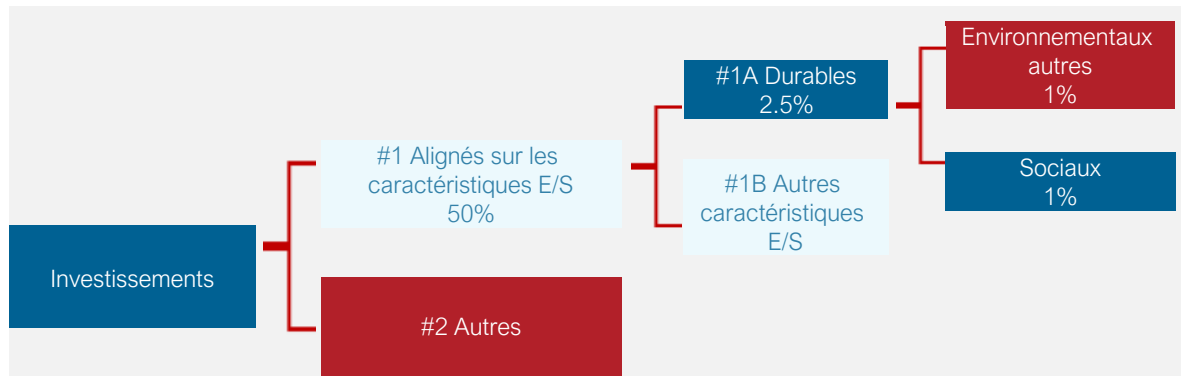 Investissements
#1 Alignés sur les
caractéristiques E/S
50%
#2 Autres
#1A Durables
2.5%
#1B Autres
caractéristiques
E/S
Environnementaux
autres
1%
Sociaux
1%